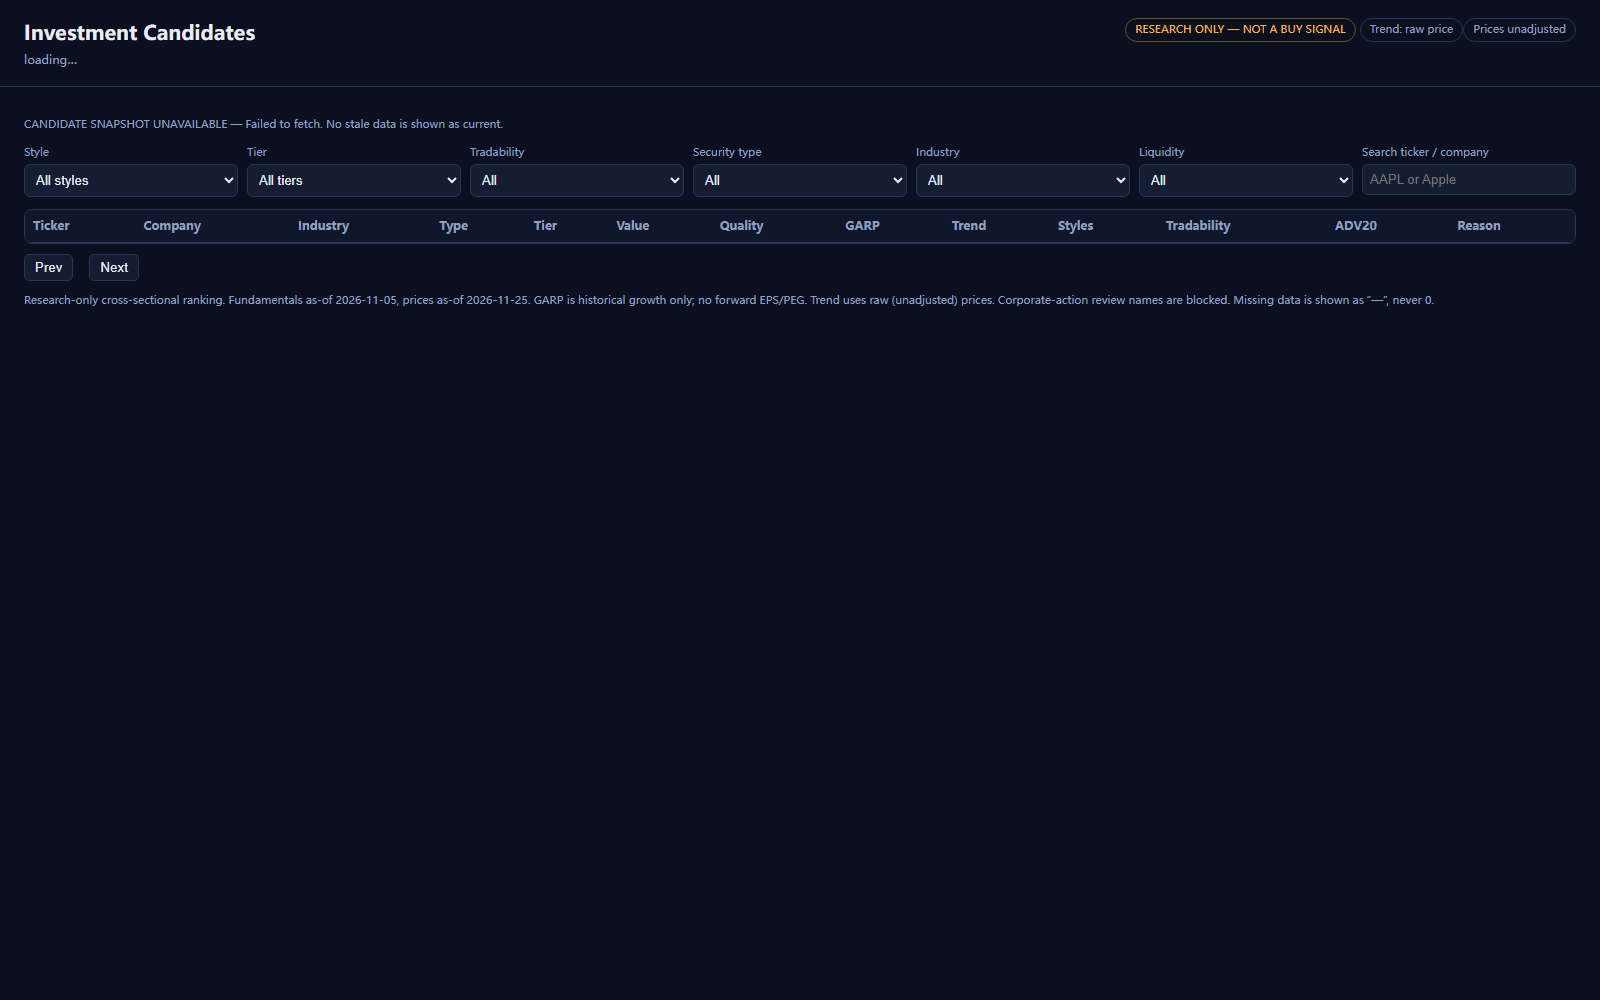 Investment Candidates
loading...
RESEARCH ONLY — NOT A BUY SIGNAL
Trend: raw price
Prices unadjusted
CANDIDATE SNAPSHOT UNAVAILABLE — Failed to fetch. No stale data is shown as current.
Style
Tier
Tradability
Security type
Industry
Liquidity
Search ticker / company
All styles
All tiers
All
All
All
All
AAPL or Apple
Ticker
Company
Industry
Type
Tier
Value
Quality
GARP
Trend
Styles
Tradability
ADV20
Reason
Prev
Next
Research-only cross-sectional ranking. Fundamentals as-of 2026-11-05, prices as-of 2026-11-25. GARP is historical growth only; no forward EPS/PEG. Trend uses raw (unadjusted) prices. Corporate-action review names are blocked. Missing data is shown as “—”, never 0.